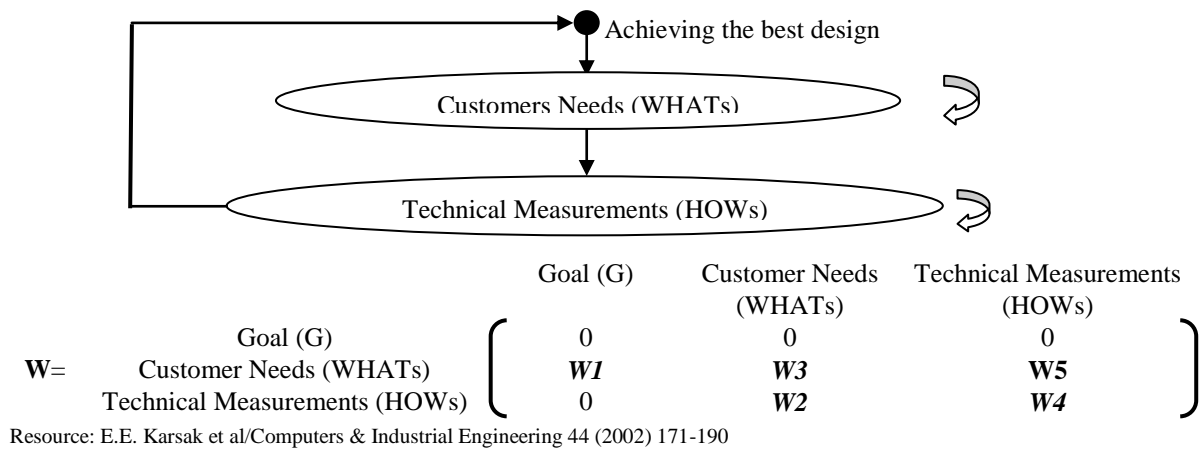 Achieving the best design
Customers Needs (WHATs)
Technical Measurements (HOWs)
Goal (G) Customer Needs Technical Measurements
(WHATs) (HOWs)
Goal (G) 0 0 0
W= Customer Needs (WHATs) W1 W3 W5
Technical Measurements (HOWs) 0 W2 W4
Resource: E.E. Karsak et al/Computers & Industrial Engineering 44 (2002) 171-190